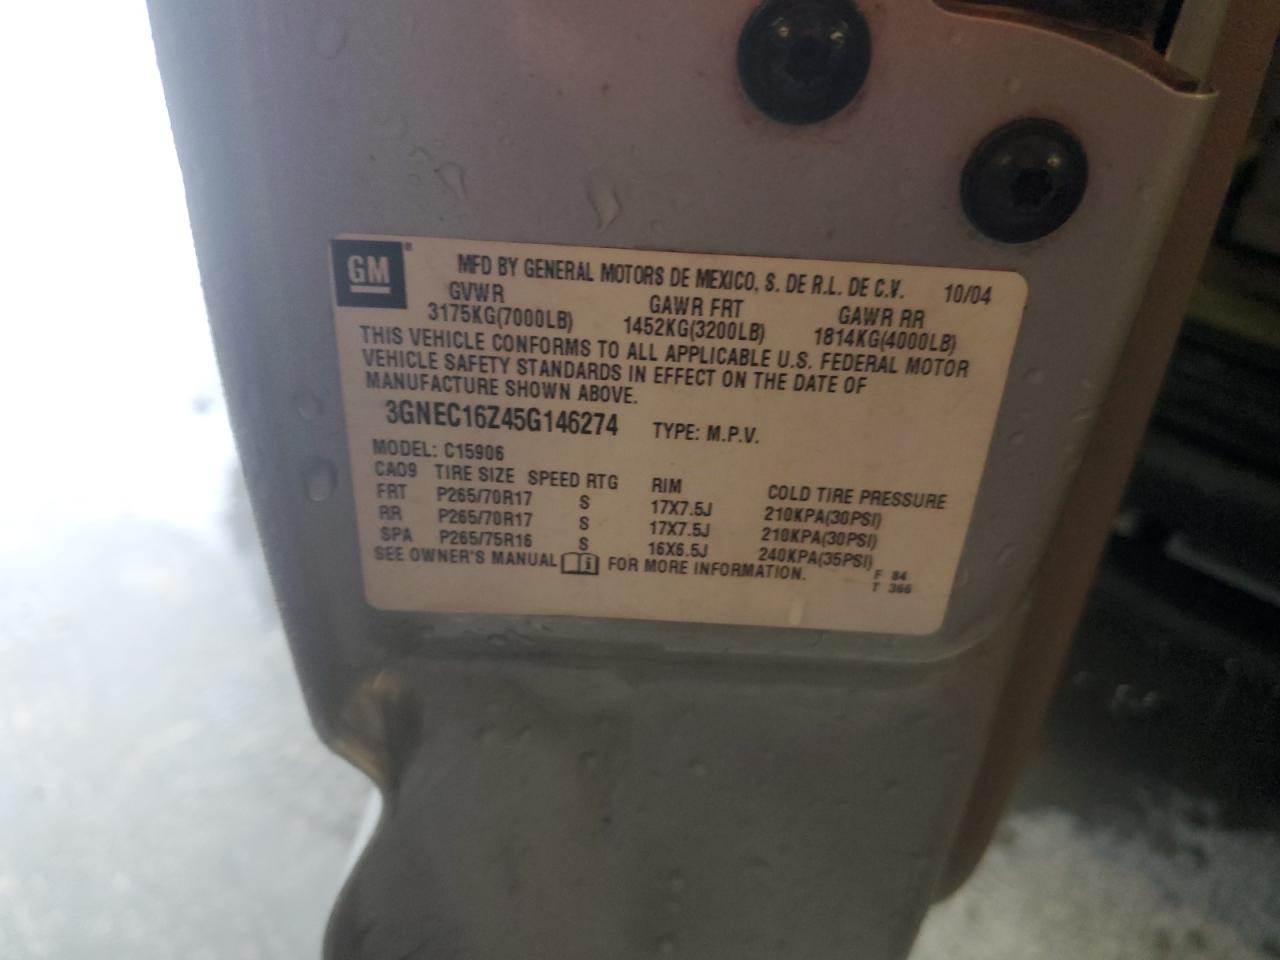 GM ® MFD BY GENERAL MOTORS DE MEXICO, S. DE R.L. DE C.V. 10/04
GVWR GAWR FRT GAWR RR
3175KG(7000LB) 1452KG(3200LB) 1814KG(4000LB)
THIS VEHICLE CONFORMS TO ALL APPLICABLE U.S. FEDERAL MOTOR
VEHICLE SAFETY STANDARDS IN EFFECT ON THE DATE OF
MANUFACTURE SHOWN ABOVE.
3GNEC16Z45G146274 TYPE: M.P.V.
MODEL: C15906
CA09 TIRE SIZE SPEED RTG RIM COLD TIRE PRESSURE
FRT P265/70R17 S 17X7.5J 210KPA(30PSI)
RR P265/70R17 S 17X7.5J 210KPA(30PSI)
SPA P265/75R16 S 16X6.5J 240KPA(35PSI)
SEE OWNER'S MANUAL i FOR MORE INFORMATION.
F 84
T 366